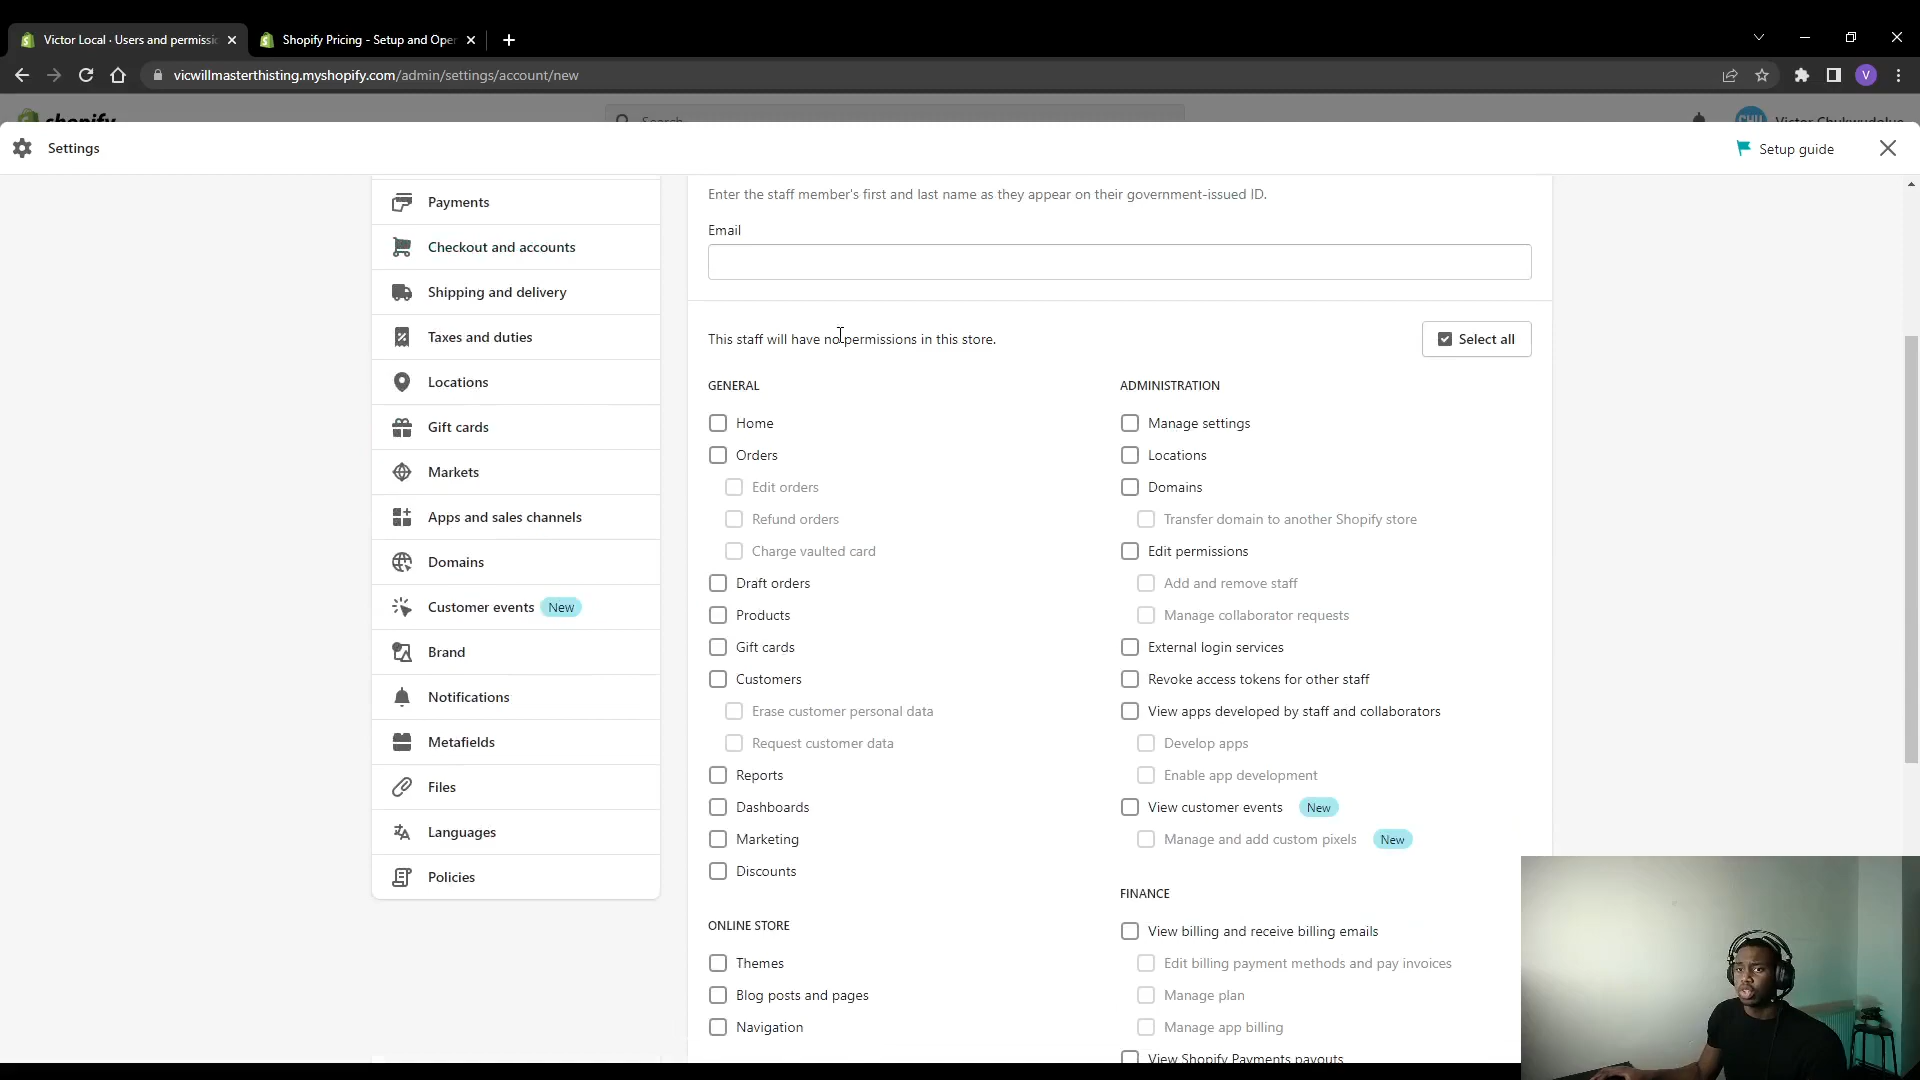 Victor Local · Users and permissic
Shopify Pricing - Setup and Oper
vicwillmasterthisting.myshopify.com/admin/settings/account/new
V
shopify
Search
Victor Chukwudolue
Settings
Setup guide
Payments
Checkout and accounts
Shipping and delivery
Taxes and duties
Locations
Gift cards
Markets
Apps and sales channels
Domains
Customer events New
Brand
Notifications
Metafields
Files
Languages
Policies
Enter the staff member's first and last name as they appear on their government-issued ID.
Email
This staff will have no permissions in this store.
Select all
GENERAL
Home
Orders
Edit orders
Refund orders
Charge vaulted card
Draft orders
Products
Gift cards
Customers
Erase customer personal data
Request customer data
Reports
Dashboards
Marketing
Discounts
ONLINE STORE
Themes
Blog posts and pages
Navigation
ADMINISTRATION
Manage settings
Locations
Domains
Transfer domain to another Shopify store
Edit permissions
Add and remove staff
Manage collaborator requests
External login services
Revoke access tokens for other staff
View apps developed by staff and collaborators
Develop apps
Enable app development
View customer events New
Manage and add custom pixels New
FINANCE
View billing and receive billing emails
Edit billing payment methods and pay invoices
Manage plan
Manage app billing
View Shopify Payments payouts